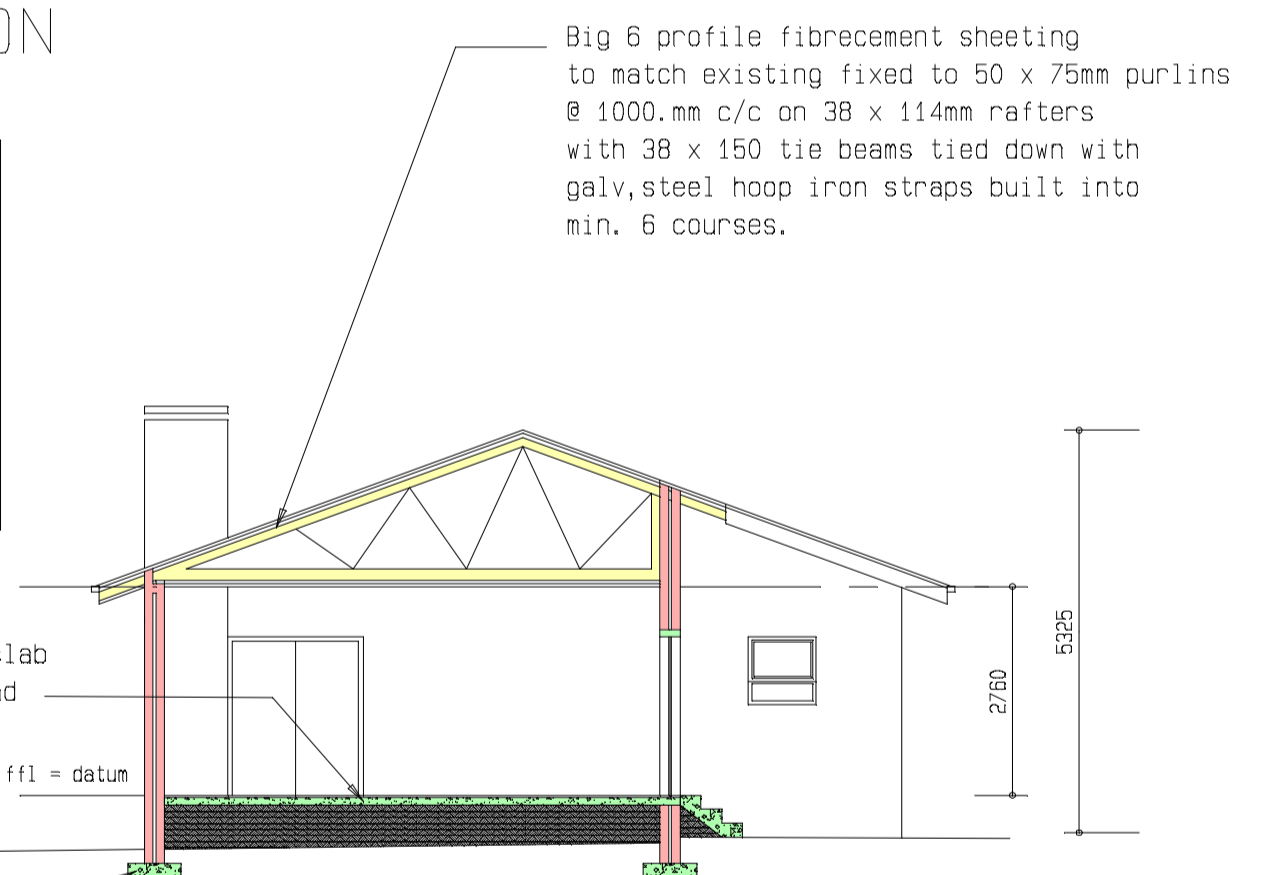 ON
Big 6 profile fibrecement sheeting
to match existing fixed to 50 x 75mm purlins
@ 1000.mm c/c on 38 x 114mm rafters
with 38 x 150 tie beams tied down with
galv,steel hoop iron straps built into
min. 6 courses.
5325
2760
ffl = datum